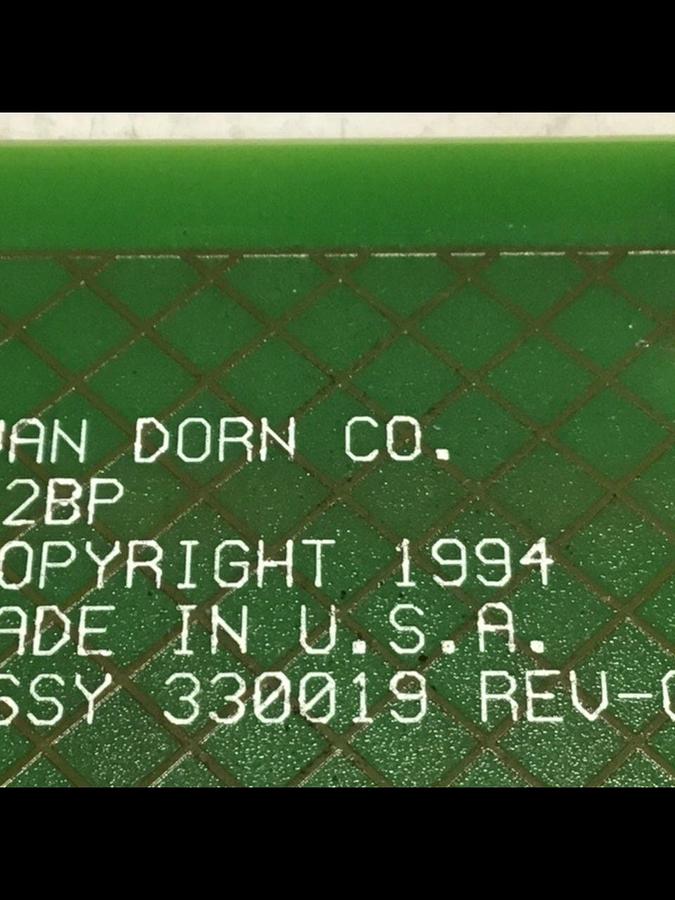 VAN DORN CO.
2BP
OPYRIGHT 1994
ADE IN U.S.A.
SSY 330019 REV-